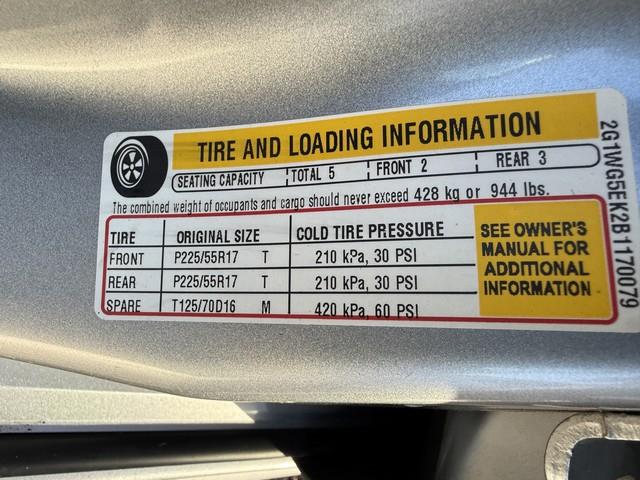 TIRE AND LOADING INFORMATION
SEATING CAPACITY TOTAL 5 FRONT 2 REAR 3
The combined weight of occupants and cargo should never exceed 428 kg or 944 lbs.
TIRE ORIGINAL SIZE COLD TIRE PRESSURE
FRONT P225/55R17 T 210 kPa, 30 PSI
REAR P225/55R17 T 210 kPa, 30 PSI
SPARE T125/70D16 M 420 kPa, 60 PSI
SEE OWNER'S
MANUAL FOR
ADDITIONAL
INFORMATION
2G1WG5EK2B1170079